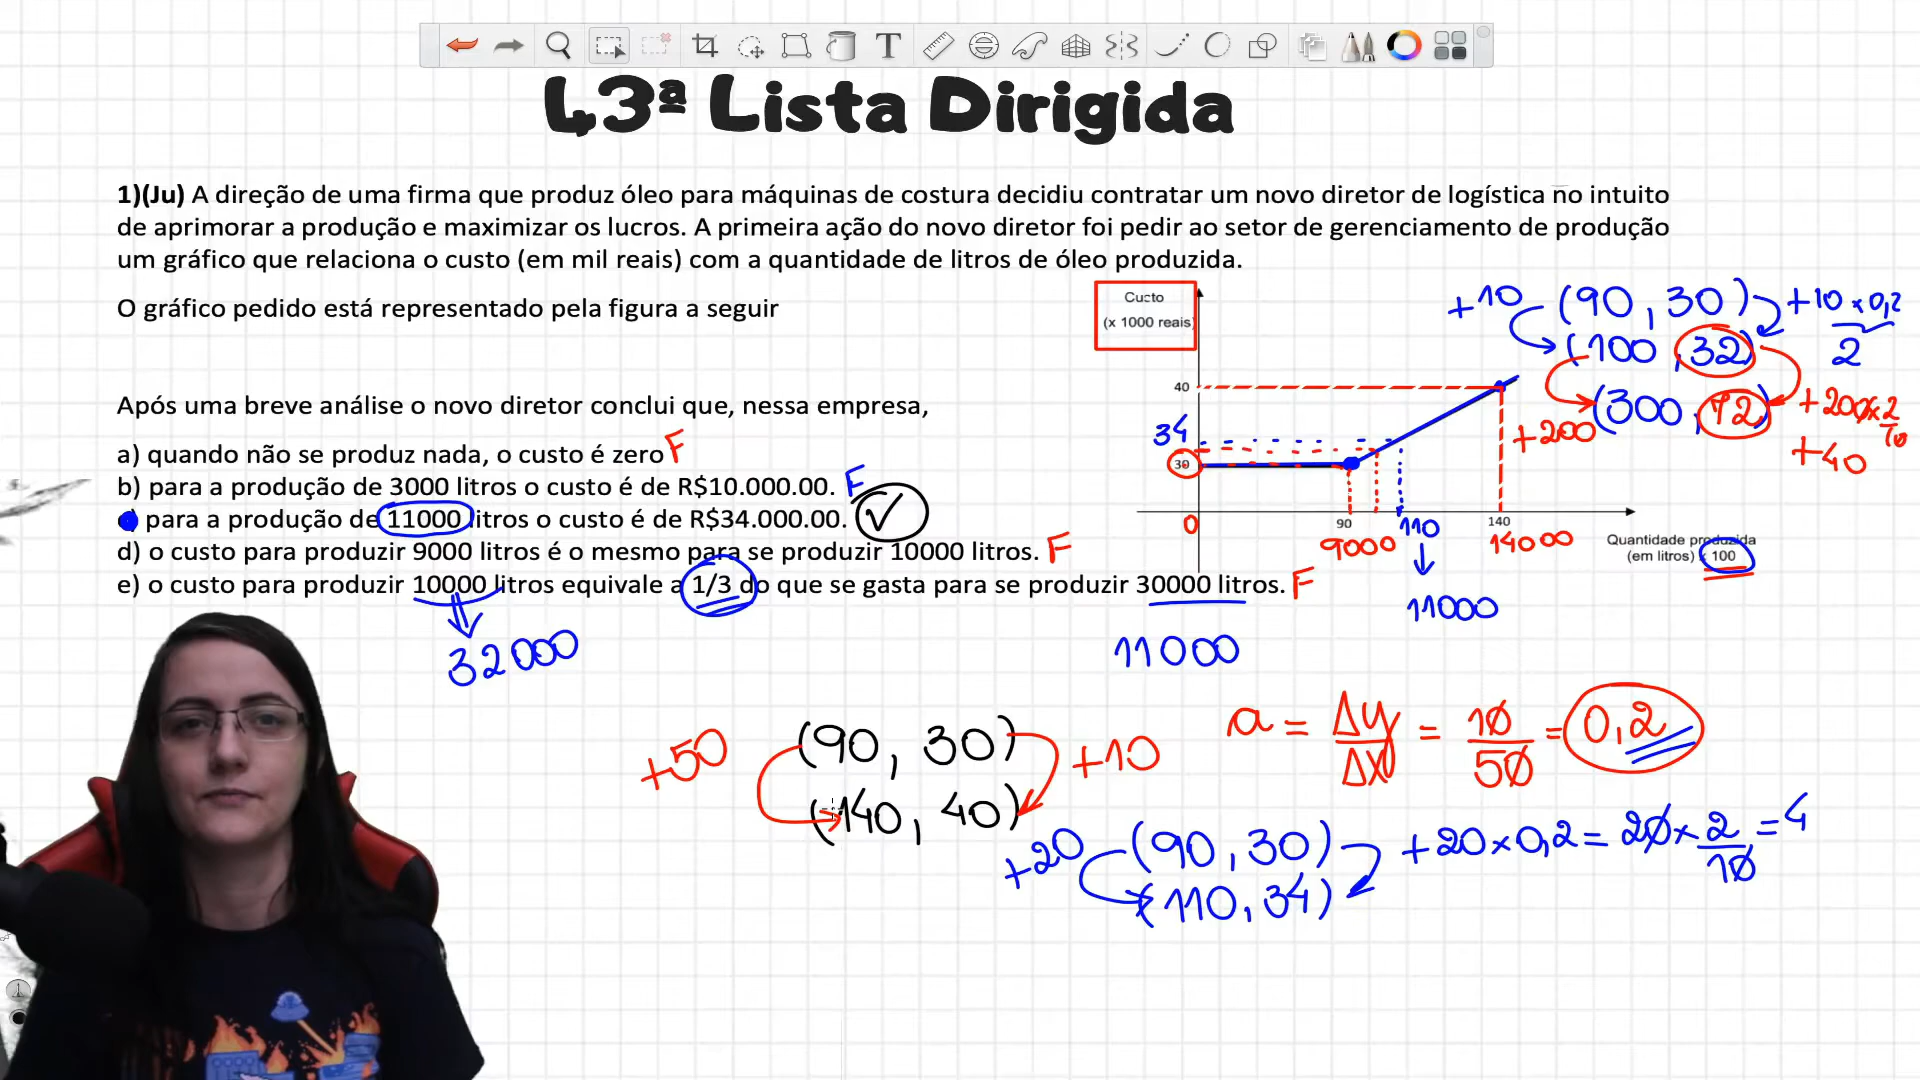 43ª Lista Dirigida
1)(Ju) A direção de uma firma que produz óleo para máquinas de costura decidiu contratar um novo diretor de logística no intuito
de aprimorar a produção e maximizar os lucros. A primeira ação do novo diretor foi pedir ao setor de gerenciamento de produção
um gráfico que relaciona o custo (em mil reais) com a quantidade de litros de óleo produzida.
O gráfico pedido está representado pela figura a seguir
Após uma breve análise o novo diretor conclui que, nessa empresa,
a) quando não se produz nada, o custo é zero F
b) para a produção de 3000 litros o custo é de R$10.000.00. F
para a produção de 11000 litros o custo é de R$34.000.00. ✓
d) o custo para produzir 9000 litros é o mesmo para se produzir 10000 litros. F
e) o custo para produzir 10000 litros equivale a 1/3 do que se gasta para se produzir 30000 litros. F
32000
11000
Custo
(x 1000 reais)
40
34
30
0
90
110
140
9000
14000
11000
Quantidade produzida
(em litros) x 100
+10 (90, 30) +10 x 0,2
(100, 32) 2
(300, 72) +200 x 2/10
+200
+40
+50 (90, 30) +10
(140, 40)
a = Δy/Δx = 10/50 = 0,2
+20 (90, 30) +20 x 0,2 = 20 x 2/10 = 4
(110, 34)